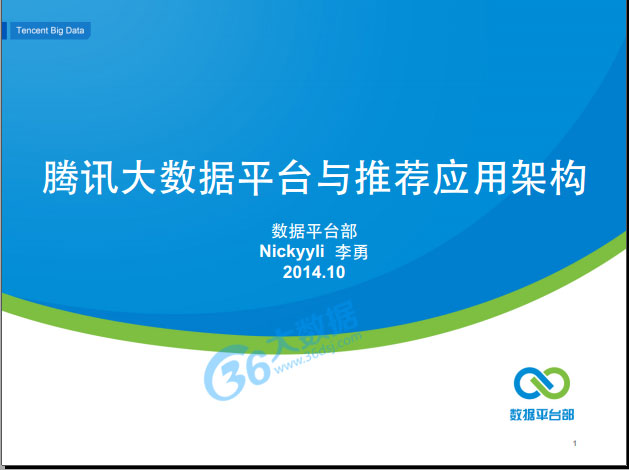 Tencent Big Data
腾讯大数据平台与推荐应用架构
数据平台部
Nickyyli 李勇
2014.10
36大数据
www.36dsj.com
数据平台部
1